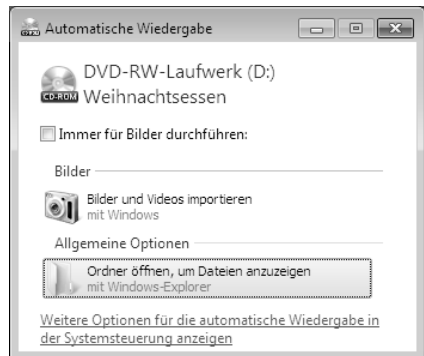 Automatische Wiedergabe
DVD-RW-Laufwerk (D:)
Weihnachtsessen
CD-ROM
Immer für Bilder durchführen:
Bilder
Bilder und Videos importieren
mit Windows
Allgemeine Optionen
Ordner öffnen, um Dateien anzuzeigen
mit Windows-Explorer
Weitere Optionen für die automatische Wiedergabe in
der Systemsteuerung anzeigen